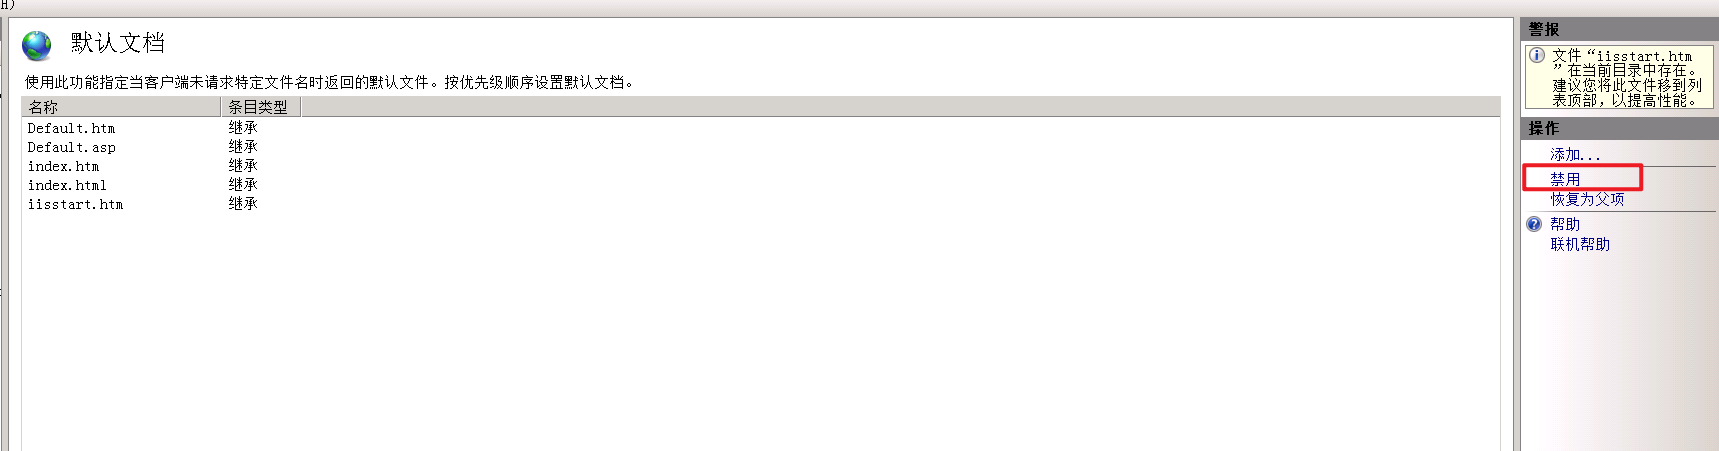 H)
默认文档
使用此功能指定当客户端未请求特定文件名时返回的默认文件。按优先级顺序设置默认文档。
名称 条目类型
Default.htm 继承
Default.asp 继承
index.htm 继承
index.html 继承
iisstart.htm 继承
警报
文件“iisstart.htm
”在当前目录中存在。
建议您将此文件移到列
表顶部，以提高性能。
操作
添加...
禁用
恢复为父项
帮助
联机帮助